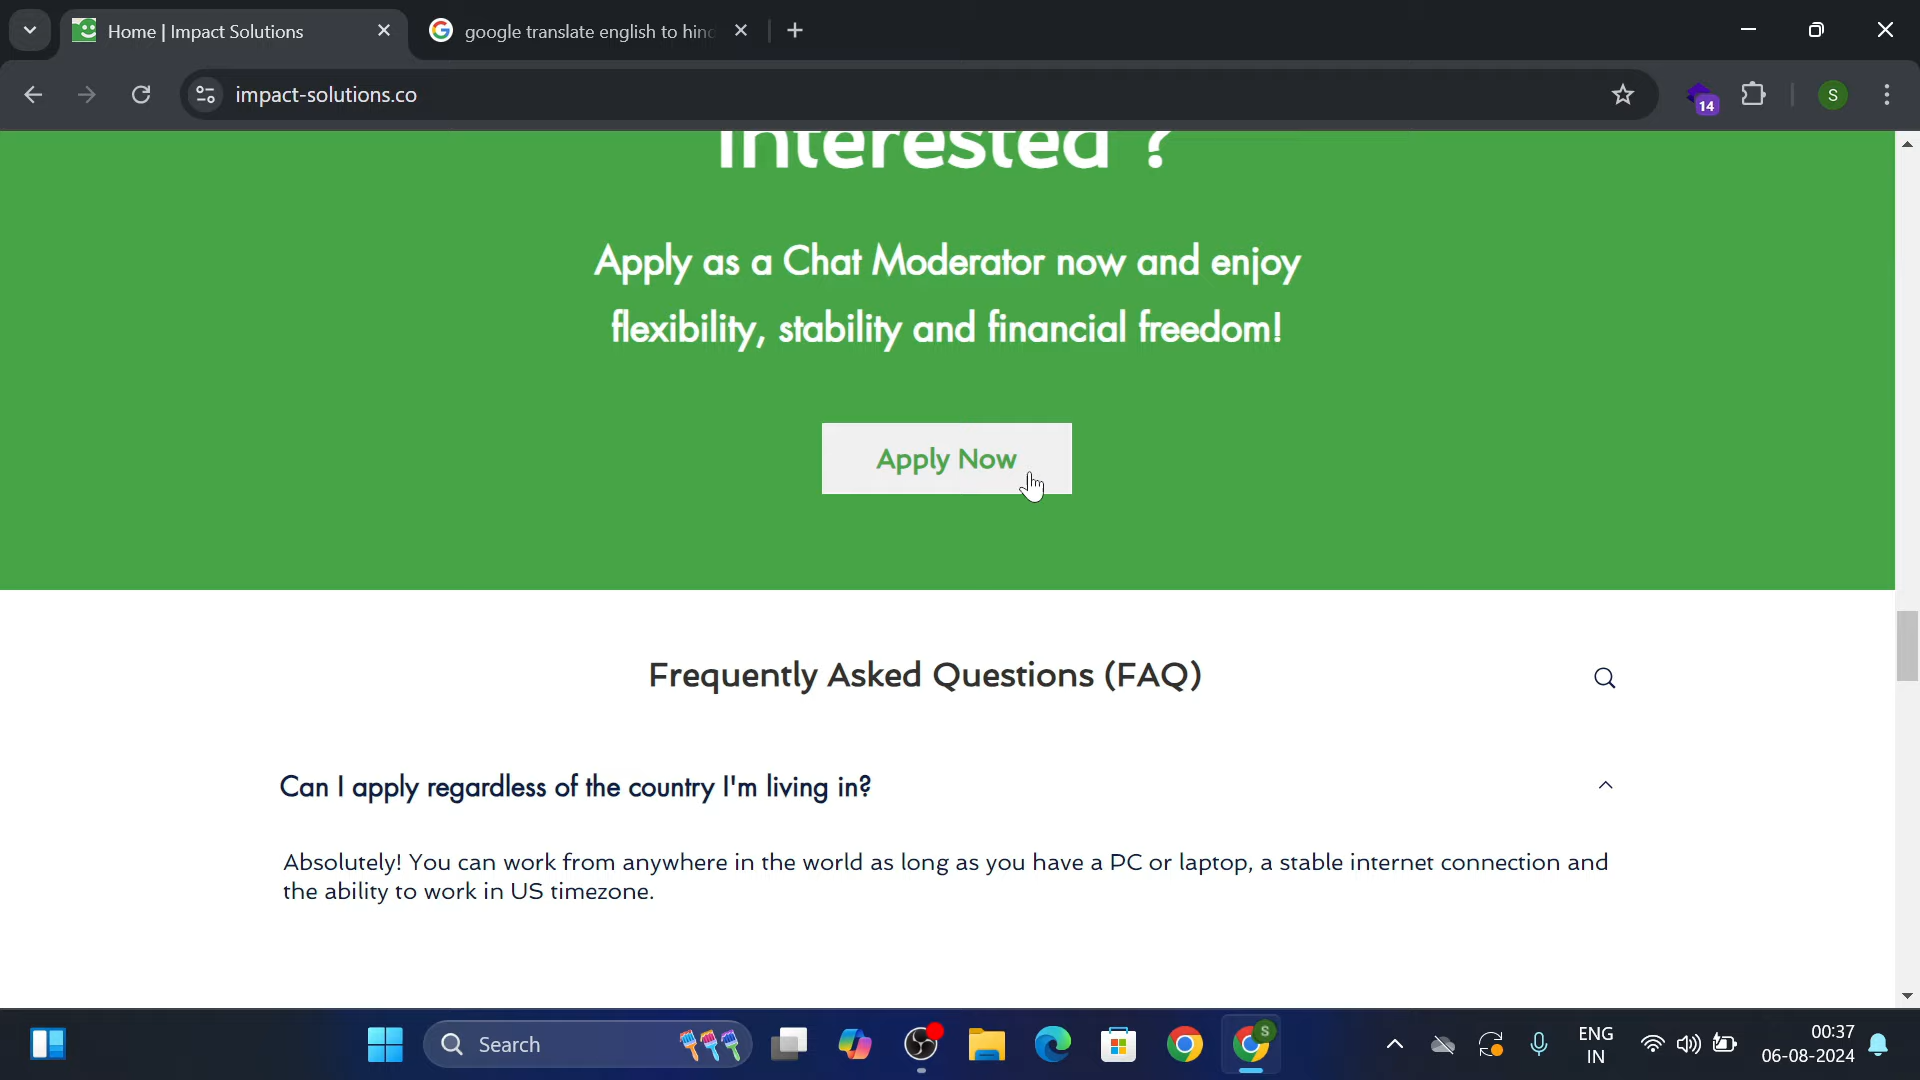 Home | Impact Solutions
google translate english to hin
impact-solutions.co
14
S
Interested ?
Apply as a Chat Moderator now and enjoy
flexibility, stability and financial freedom!
Apply Now
Frequently Asked Questions (FAQ)
Can I apply regardless of the country I'm living in?
Absolutely! You can work from anywhere in the world as long as you have a PC or laptop, a stable internet connection and
the ability to work in US timezone.
Search
S
ENG
IN
00:37
06-08-2024